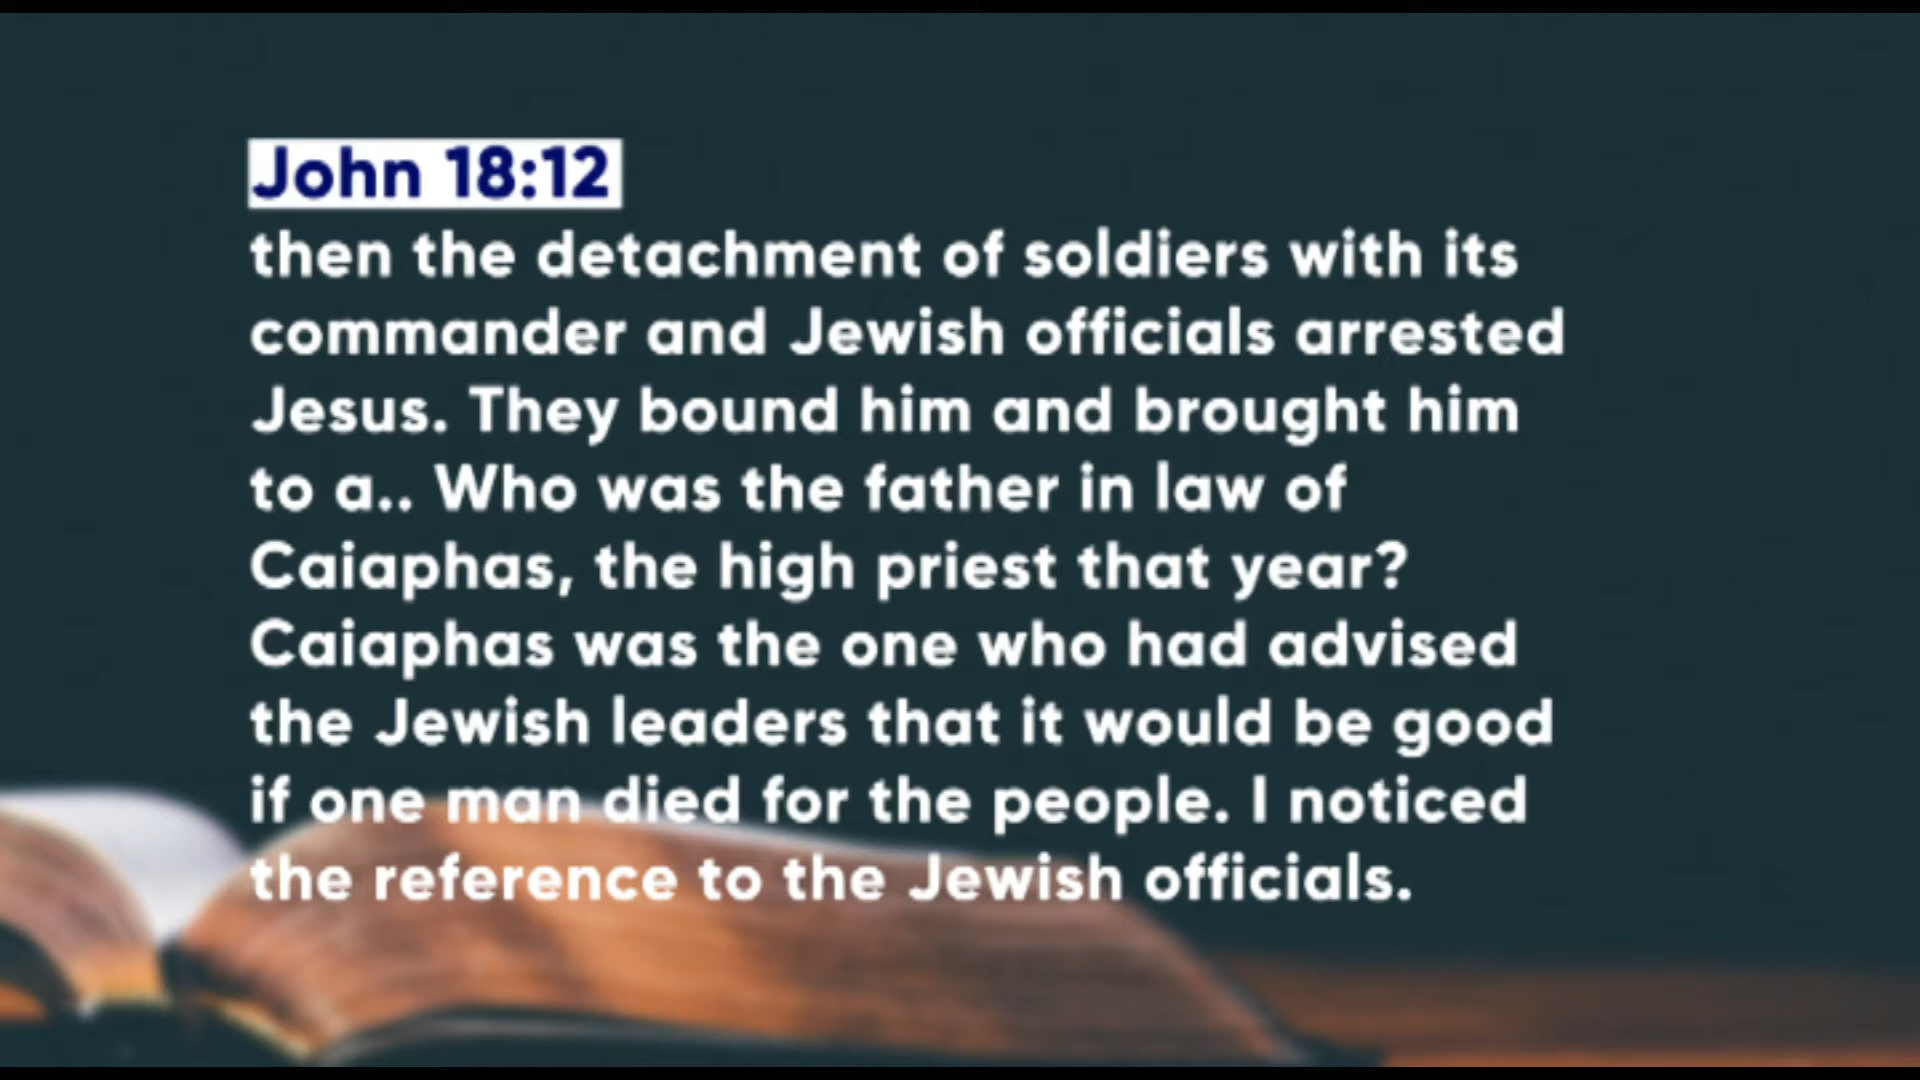 John 18:12
then the detachment of soldiers with its
commander and Jewish officials arrested
Jesus. They bound him and brought him
to a.. Who was the father in law of
Caiaphas, the high priest that year?
Caiaphas was the one who had advised
the Jewish leaders that it would be good
if one man died for the people. I noticed
the reference to the Jewish officials.